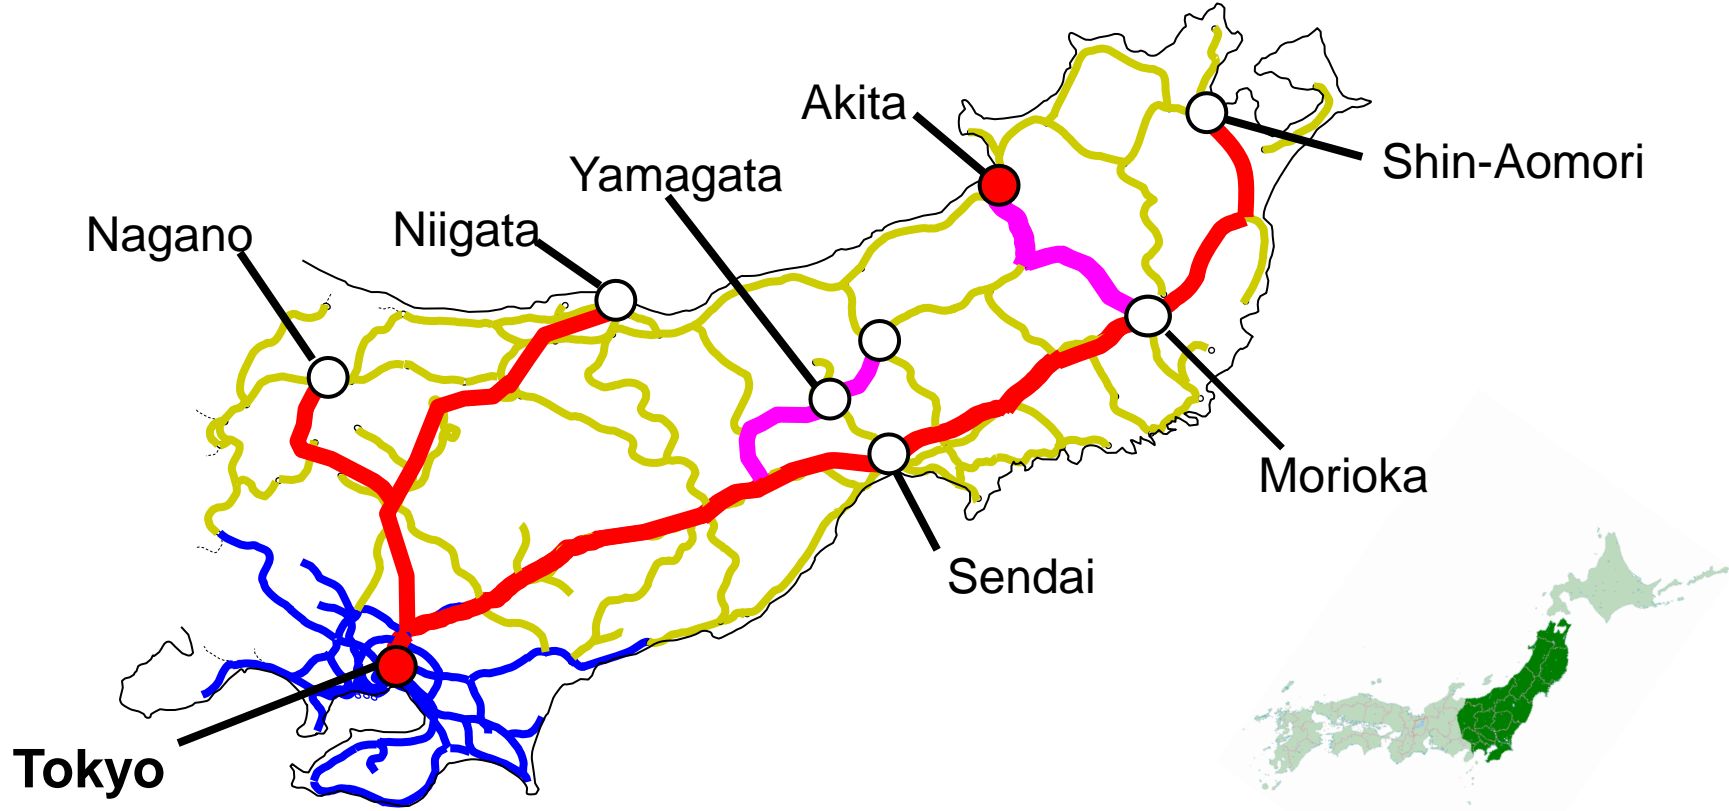 Akita
Shin-Aomori
Yamagata
Niigata
Nagano
Morioka
Sendai
Tokyo